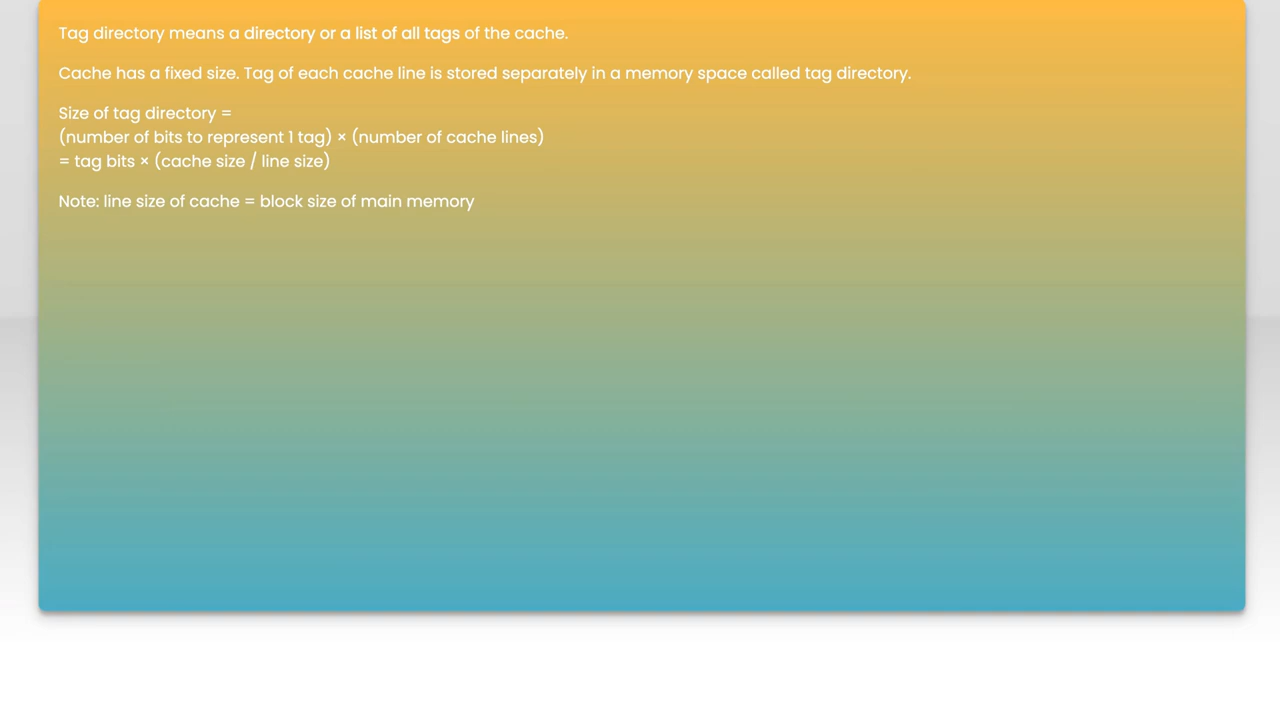 Tag directory means a directory or a list of all tags of the cache.
Cache has a fixed size. Tag of each cache line is stored separately in a memory space called tag directory.
Size of tag directory =
(number of bits to represent 1 tag) × (number of cache lines)
= tag bits × (cache size / line size)
Note: line size of cache = block size of main memory